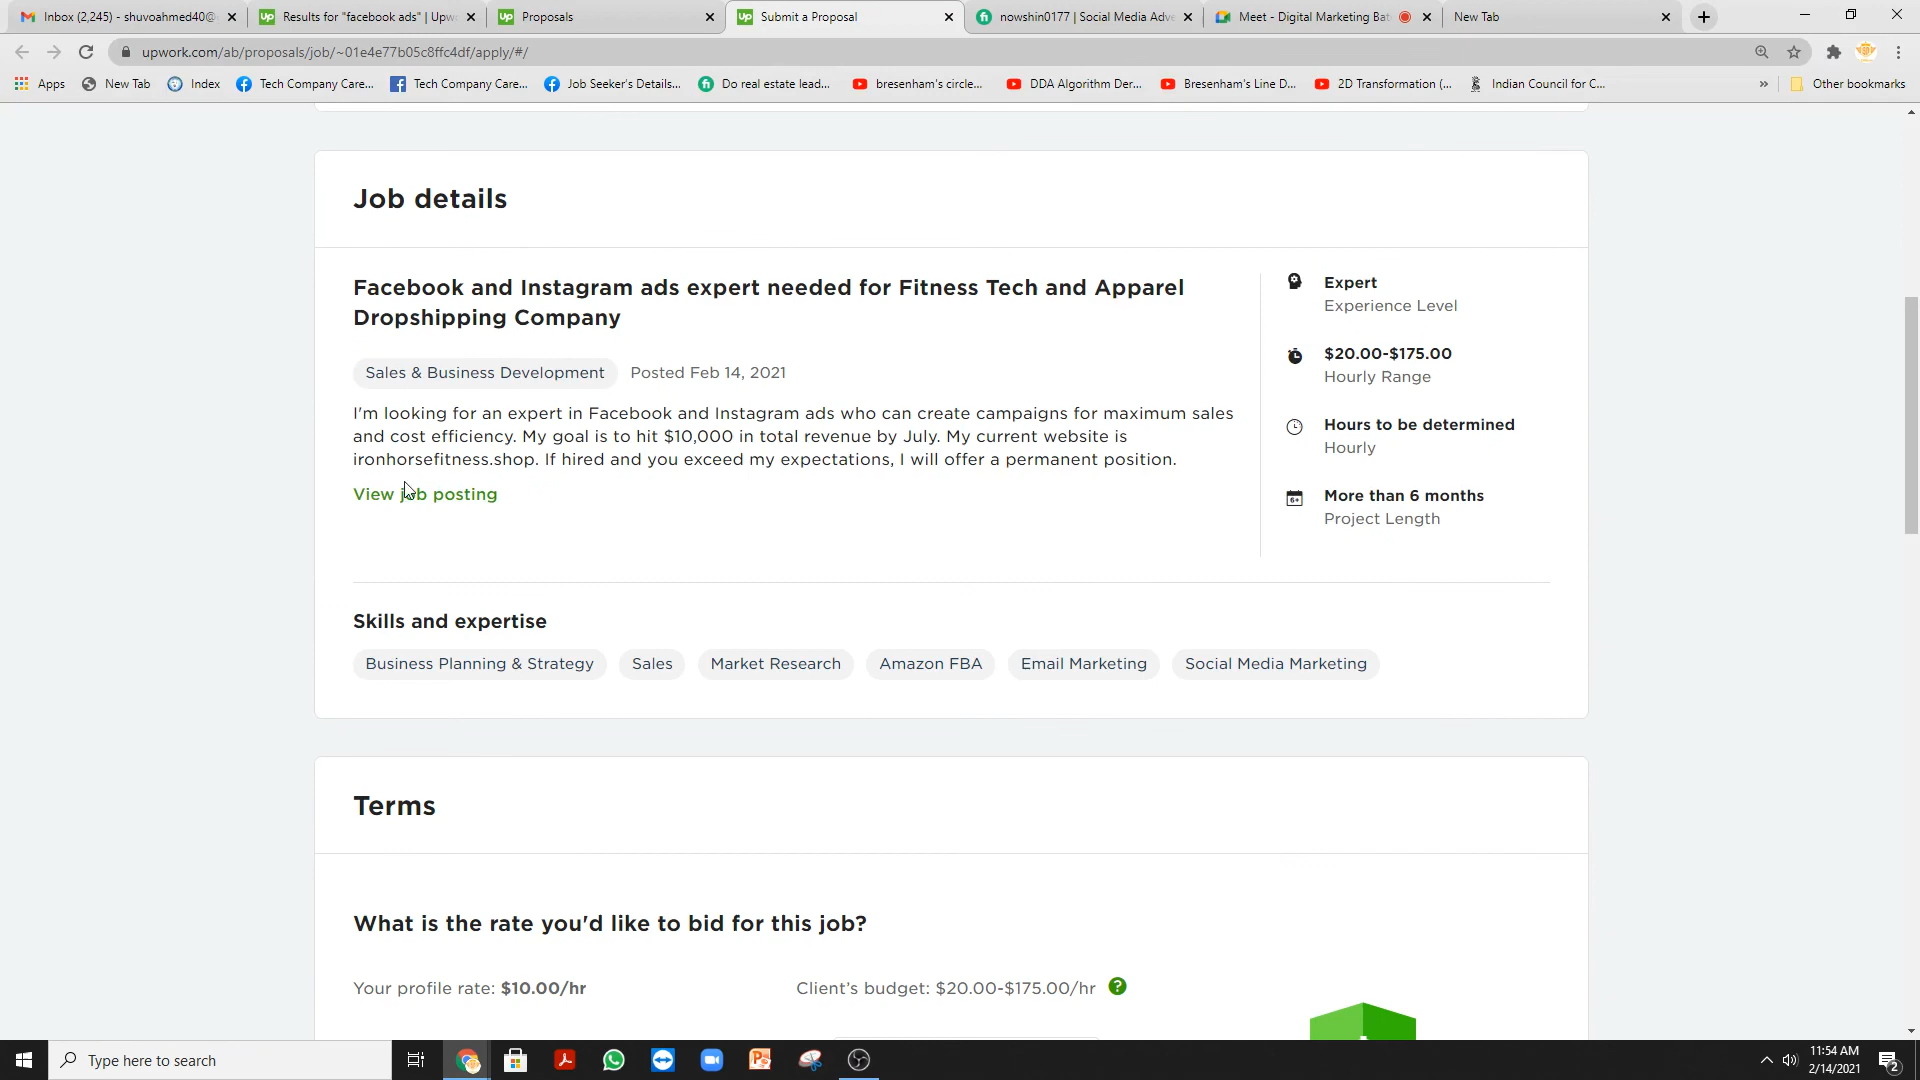 Inbox (2,245) - shuvoahmed40@
Results for "facebook ads" | Upw
Proposals
Submit a Proposal
nowshin0177 | Social Media Adve
Meet - Digital Marketing Bat
New Tab
upwork.com/ab/proposals/job/~01e4e77b05c8ffc4df/apply/#/
Apps
New Tab
Index
Tech Company Care...
Tech Company Care...
Job Seeker's Details...
Do real estate lead...
bresenham's circle...
DDA Algorithm Der...
Bresenham's Line D...
2D Transformation (...
Indian Council for C...
»
Other bookmarks
Job details
Facebook and Instagram ads expert needed for Fitness Tech and Apparel
Dropshipping Company
Sales & Business Development Posted Feb 14, 2021
I'm looking for an expert in Facebook and Instagram ads who can create campaigns for maximum sales
and cost efficiency. My goal is to hit $10,000 in total revenue by July. My current website is
ironhorsefitness.shop. If hired and you exceed my expectations, I will offer a permanent position.
View job posting
Expert
Experience Level
$20.00-$175.00
Hourly Range
Hours to be determined
Hourly
More than 6 months
Project Length
Skills and expertise
Business Planning & Strategy Sales Market Research Amazon FBA Email Marketing Social Media Marketing
Terms
What is the rate you'd like to bid for this job?
Your profile rate: $10.00/hr
Client's budget: $20.00-$175.00/hr
Type here to search
11:54 AM
2/14/2021
2